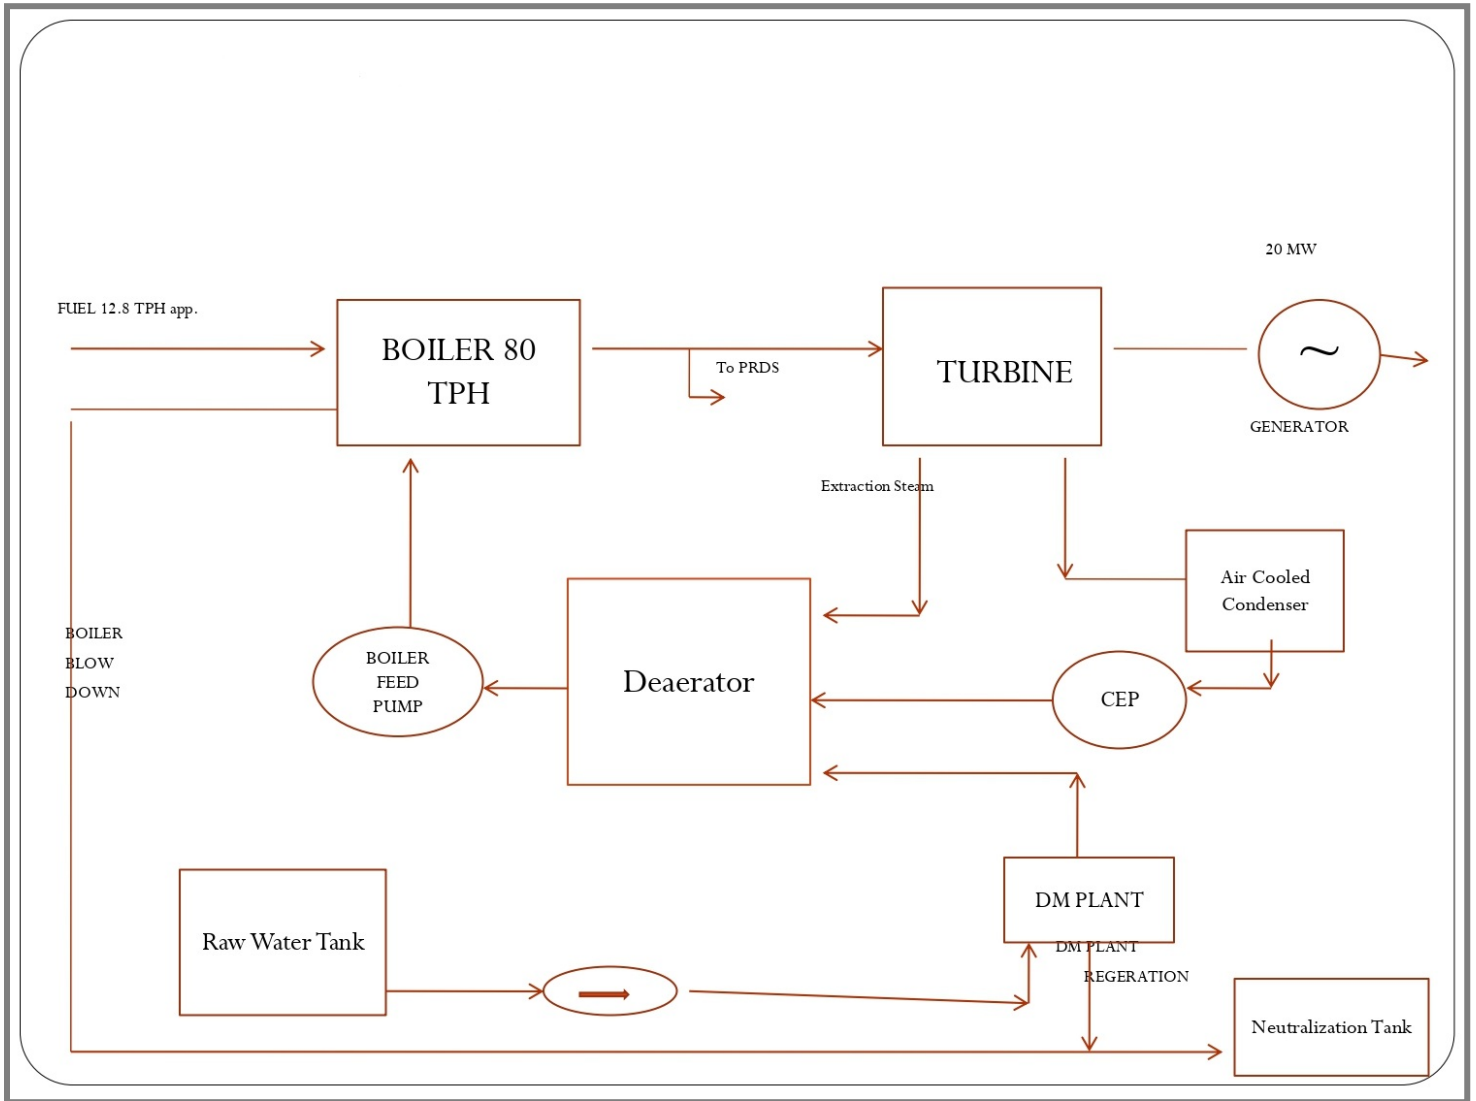 20 MW
FUEL 12.8 TPH app.
BOILER 80
TPH
To PRDS
TURBINE
~
GENERATOR
Extraction Steam
Air Cooled
Condenser
BOILER
BLOW
DOWN
BOILER
FEED
PUMP
Deaerator
CEP
DM PLANT
Raw Water Tank
DM PLANT
REGERATION
Neutralization Tank